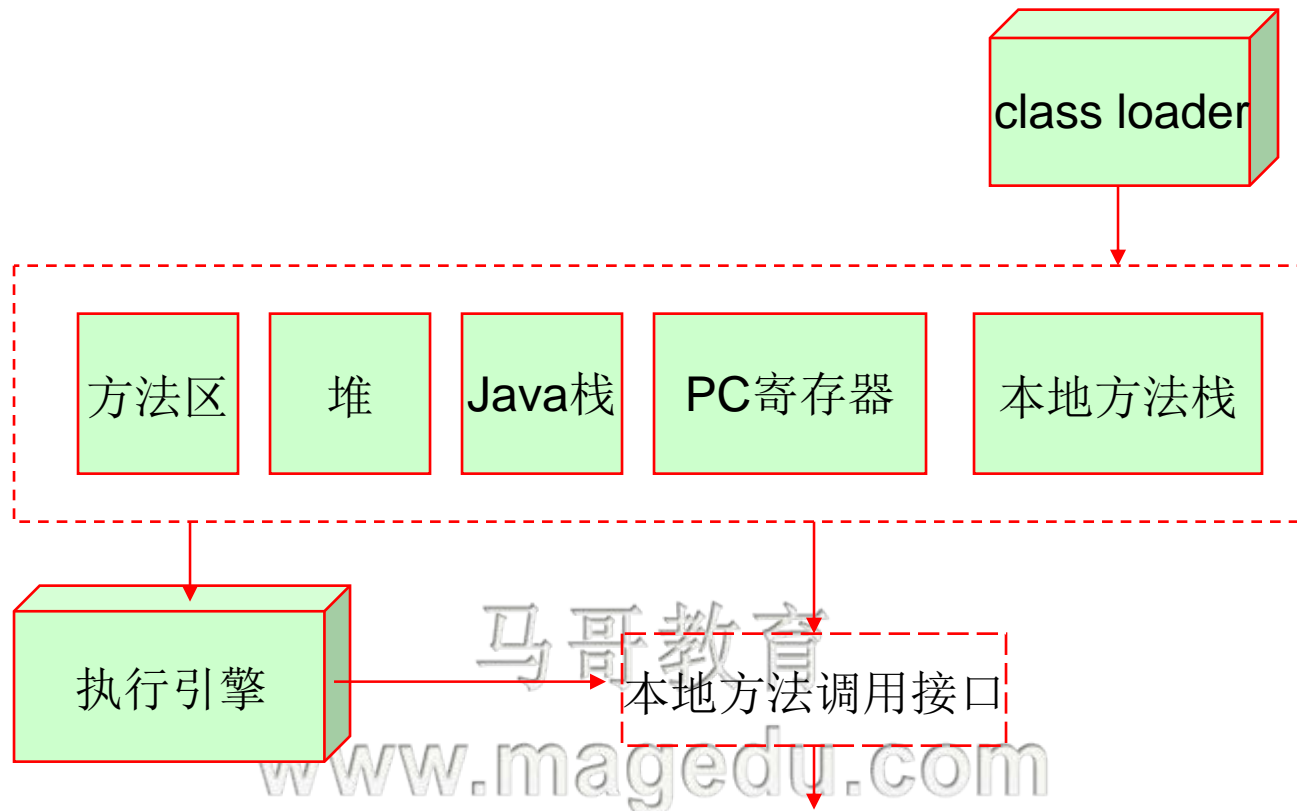 class loader
方法区
堆
Java栈
PC寄存器
本地方法栈
马哥教育
执行引擎
本地方法调用接口
www.magedu.com